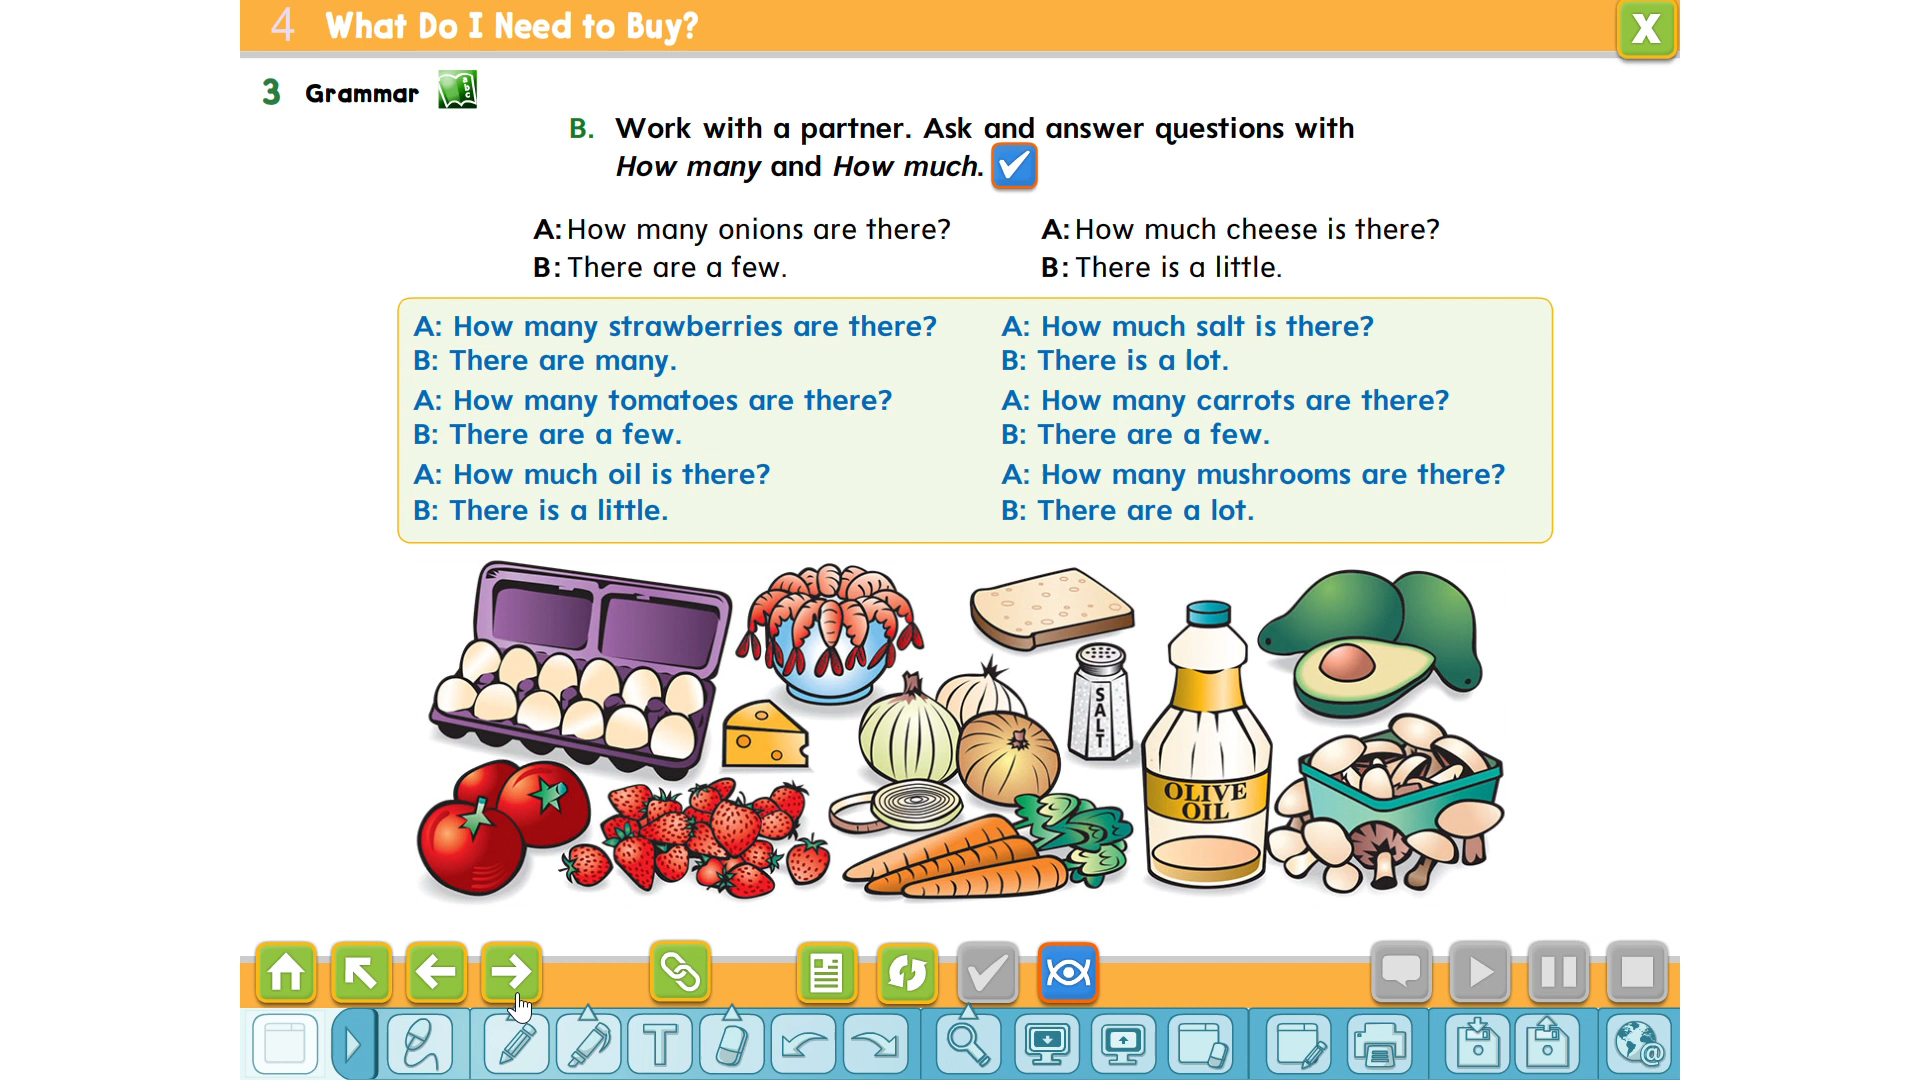 4 What Do I Need to Buy?
X
3 Grammar
B. Work with a partner. Ask and answer questions with
How many and How much.
A: How many onions are there?
B: There are a few.
A: How much cheese is there?
B: There is a little.
A: How many strawberries are there?
B: There are many.
A: How many tomatoes are there?
B: There are a few.
A: How much oil is there?
B: There is a little.
A: How much salt is there?
B: There is a lot.
A: How many carrots are there?
B: There are a few.
A: How many mushrooms are there?
B: There are a lot.
SALT
OLIVE
OIL
T
@